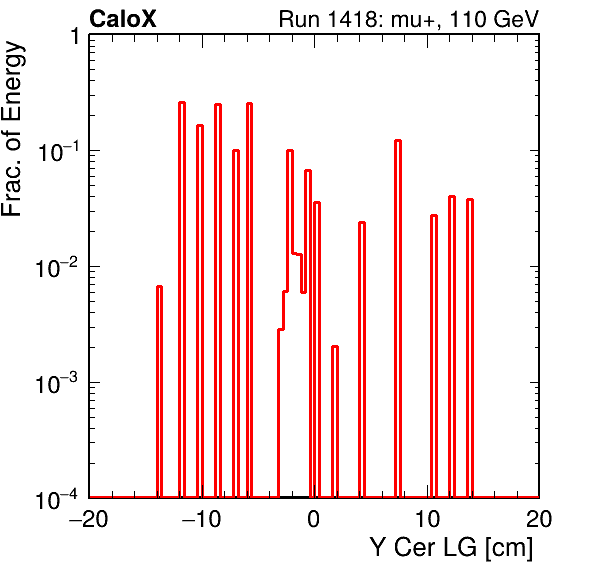 CaloX Run 1418: mu+, 110 GeV
Frac. of Energy
1
10⁻¹
10⁻²
10⁻³
10⁻⁴
−20 −10 0 10 20
Y Cer LG [cm]